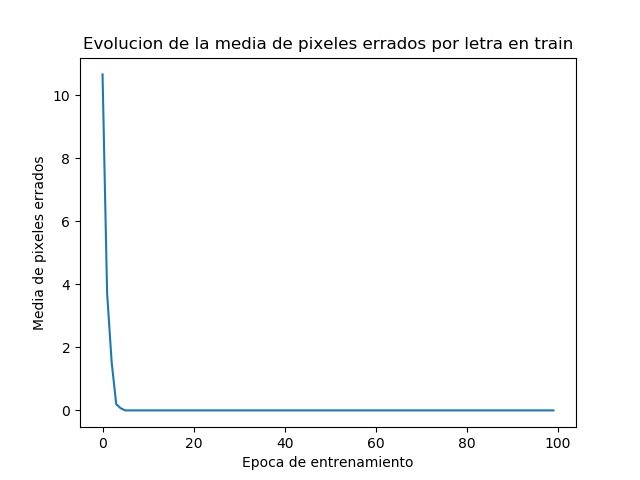 Evolucion de la media de pixeles errados por letra en train
Media de pixeles errados
10
8
6
4
2
0
0 20 40 60 80 100
Epoca de entrenamiento